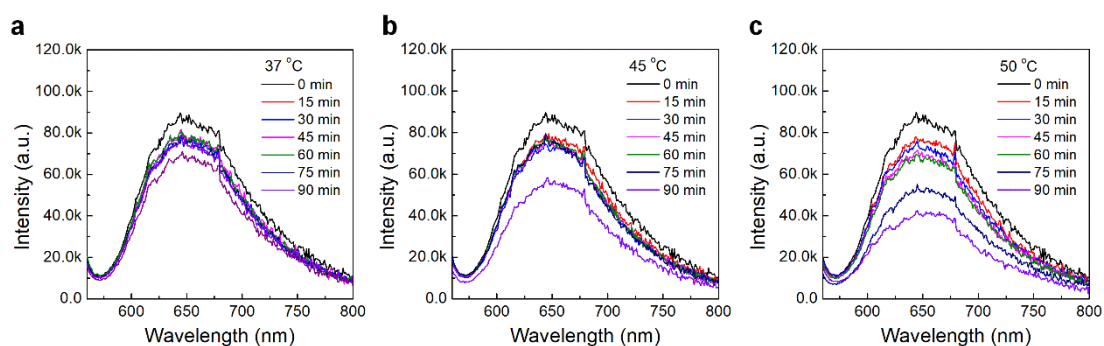 a
120.0k
100.0k
80.0k
60.0k
40.0k
20.0k
0.0
Intensity (a.u.)
37 °C
0 min
15 min
30 min
45 min
60 min
75 min
90 min
600 650 700 750 800
Wavelength (nm)
b
120.0k
100.0k
80.0k
60.0k
40.0k
20.0k
0.0
Intensity (a.u.)
45 °C
0 min
15 min
30 min
45 min
60 min
75 min
90 min
600 650 700 750 800
Wavelength (nm)
c
120.0k
100.0k
80.0k
60.0k
40.0k
20.0k
0.0
Intensity (a.u.)
50 °C
0 min
15 min
30 min
45 min
60 min
75 min
90 min
600 650 700 750 800
Wavelength (nm)